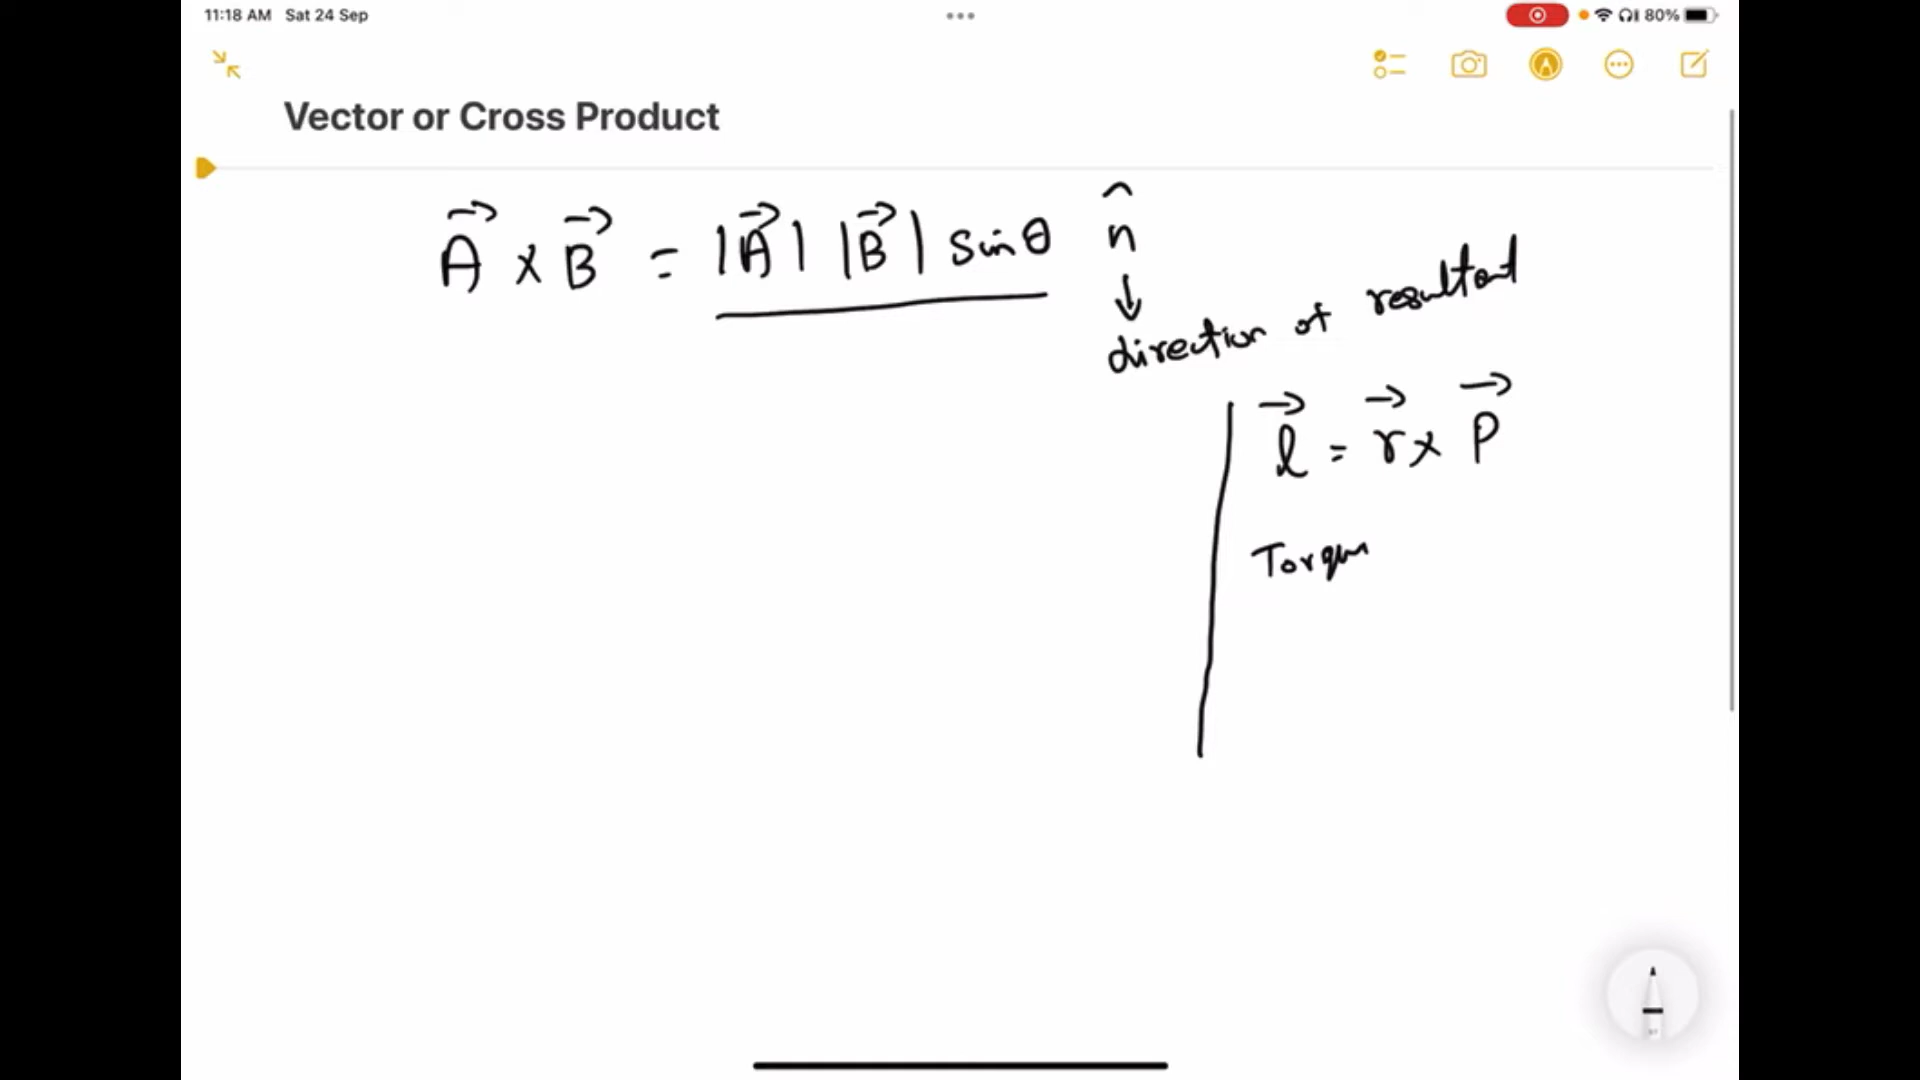 11:18 AM Sat 24 Sep
80%
Vector or Cross Product
A⃗ × B⃗ = |A⃗| |B⃗| sinθ n̂
↓
direction of resultant
l⃗ = r⃗ × P⃗
Torque